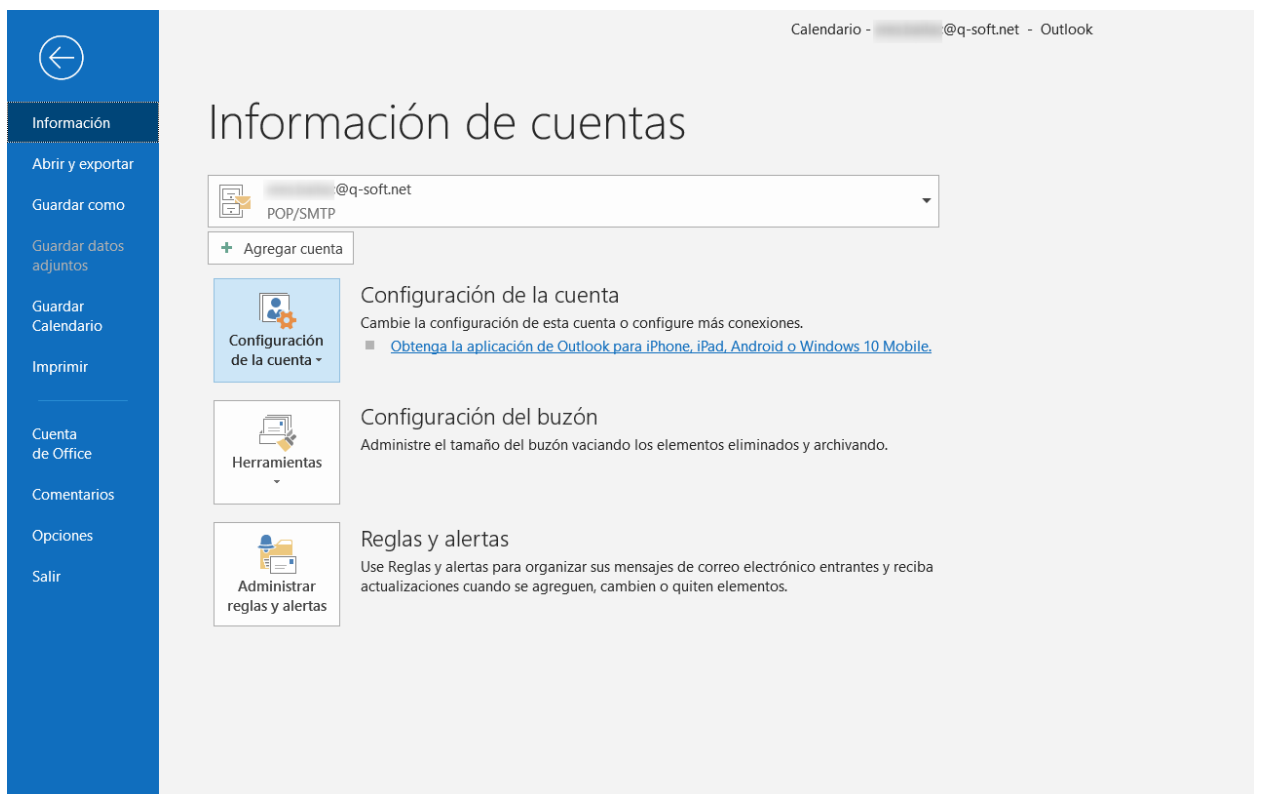 Calendario - @q-soft.net - Outlook
Información
Abrir y exportar
Guardar como
Guardar datos
adjuntos
Guardar
Calendario
Imprimir
Cuenta
de Office
Comentarios
Opciones
Salir
Información de cuentas
@q-soft.net
POP/SMTP
Agregar cuenta
Configuración
de la cuenta
Configuración de la cuenta
Cambie la configuración de esta cuenta o configure más conexiones.
Obtenga la aplicación de Outlook para iPhone, iPad, Android o Windows 10 Mobile.
Herramientas
Configuración del buzón
Administre el tamaño del buzón vaciando los elementos eliminados y archivando.
Administrar
reglas y alertas
Reglas y alertas
Use Reglas y alertas para organizar sus mensajes de correo electrónico entrantes y reciba
actualizaciones cuando se agreguen, cambien o quiten elementos.